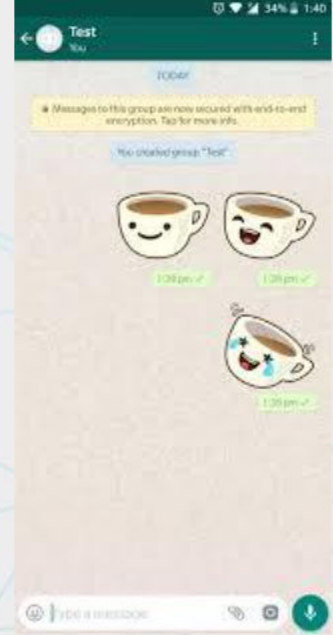 34% 1:40
Test
You
TODAY
Messages to this group are now secured with end-to-end
encryption. Tap for more info.
You created group "Test"
1:39 pm 1:39 pm
1:39 pm
Type a message